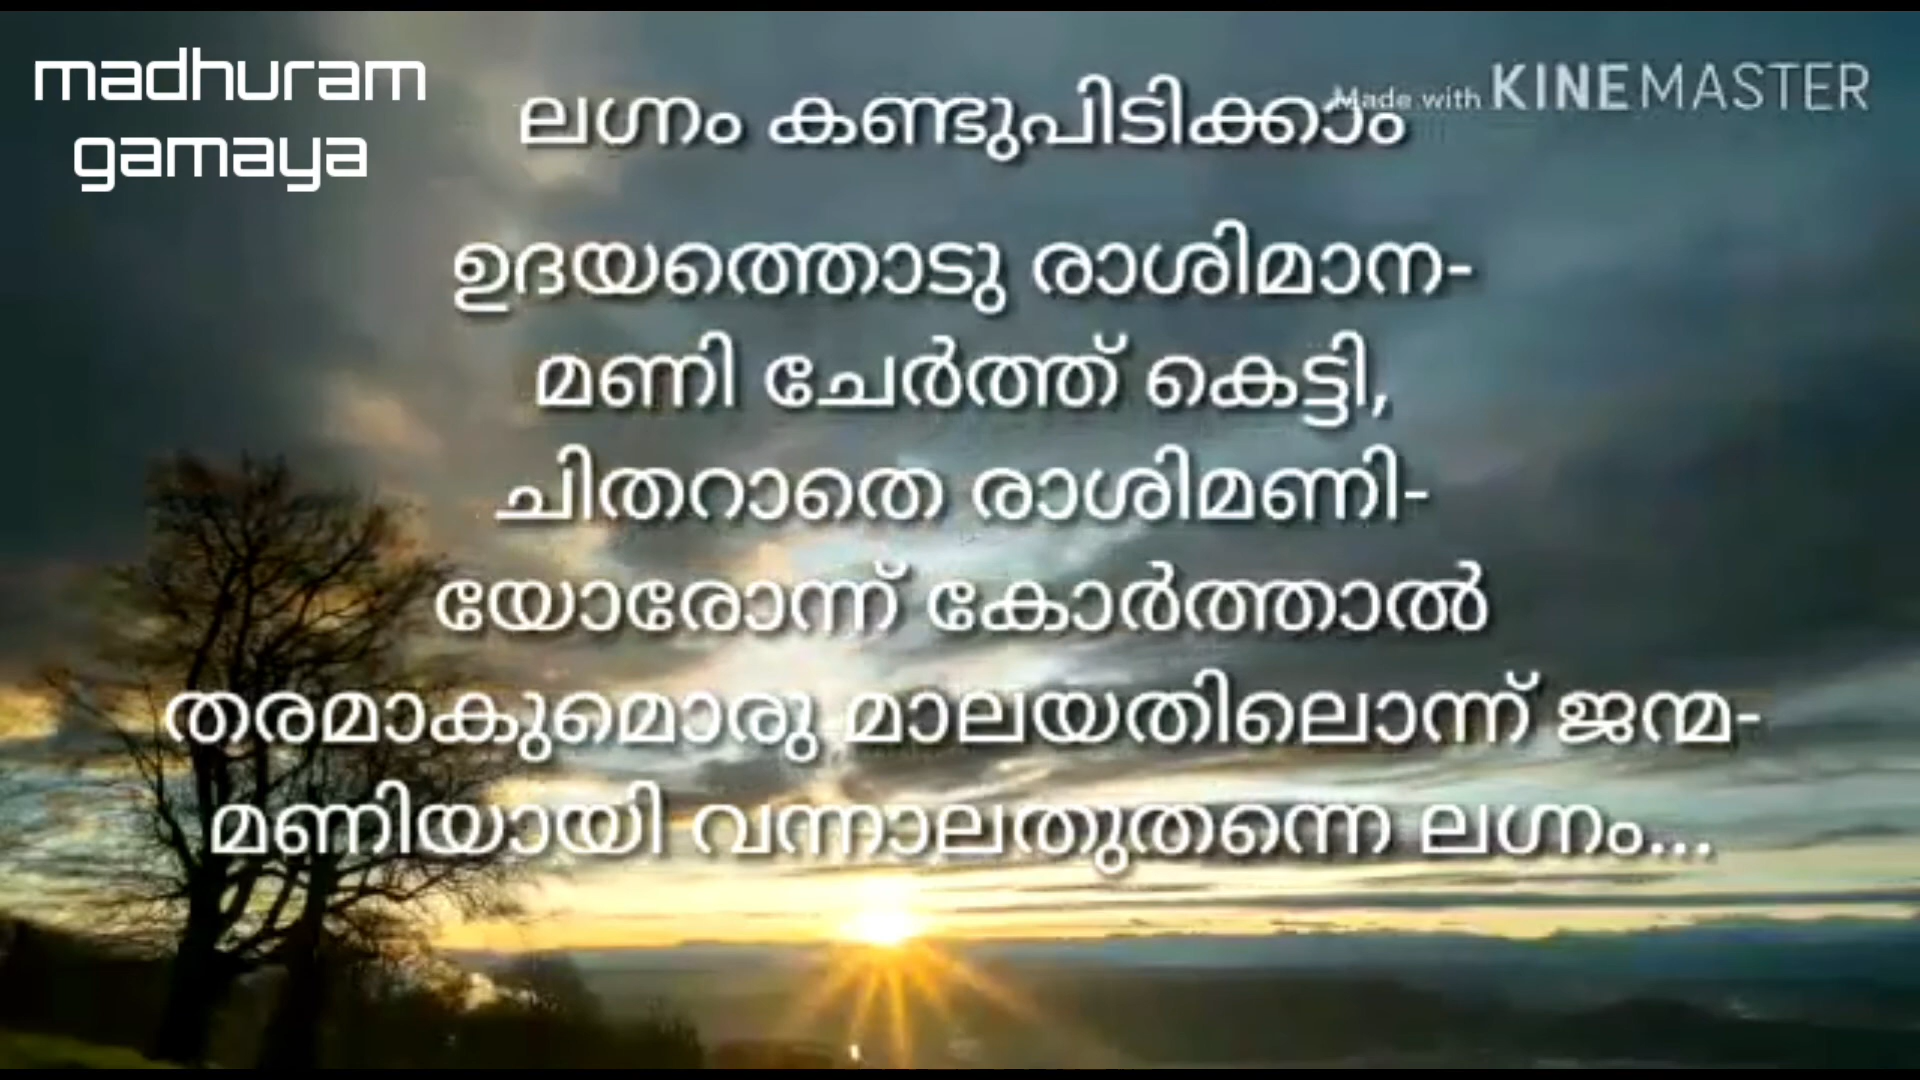 madhuram
gamaya
Made with KINEMASTER
ലഗ്നം കണ്ടുപിടിക്കാം
ഉദയത്തൊടു രാശിമാന-
മണി ചേർത്ത് കെട്ടി,
ചിതറാതെ രാശിമണി-
യോരോന്ന് കോർത്താൽ
തരമാകുമൊരു മാലയതിലൊന്ന് ജന്മ-
മണിയായി വന്നാലതുതന്നെ ലഗ്നം...